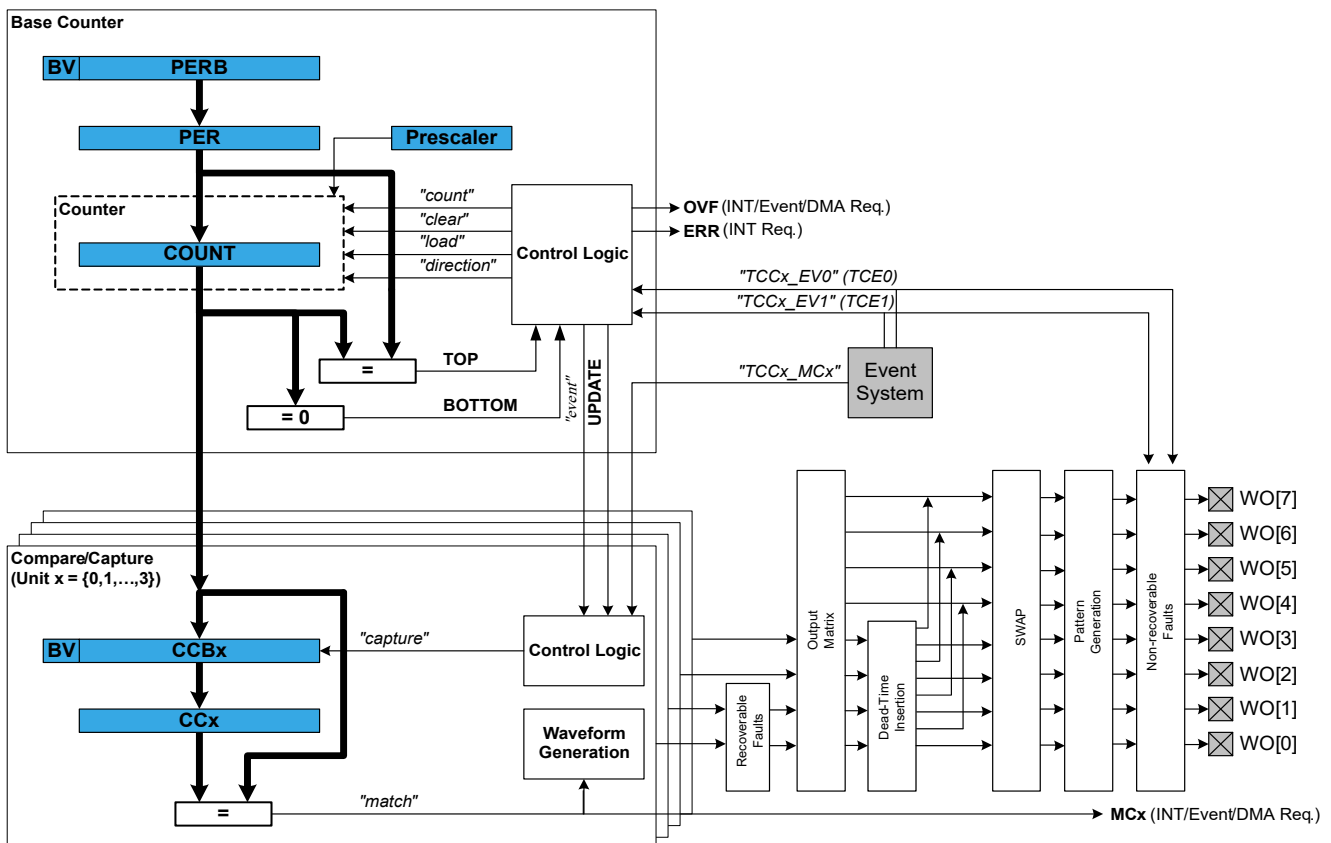 Base Counter
BV
PERB
PER
Prescaler
Counter
COUNT
"count"
"clear"
"load"
"direction"
Control Logic
OVF (INT/Event/DMA Req.)
ERR (INT Req.)
"TCCx_EV0" (TCE0)
"TCCx_EV1" (TCE1)
"TCCx_MCx"
Event
System
=
TOP
= 0
BOTTOM
"event"
UPDATE
Compare/Capture
(Unit x = {0,1,…,3})
BV
CCBx
CCx
"capture"
Control Logic
Waveform
Generation
=
"match"
Recoverable
Faults
Output
Matrix
Dead-Time
Insertion
SWAP
Pattern
Generation
Non-recoverable
Faults
WO[7]
WO[6]
WO[5]
WO[4]
WO[3]
WO[2]
WO[1]
WO[0]
MCx (INT/Event/DMA Req.)